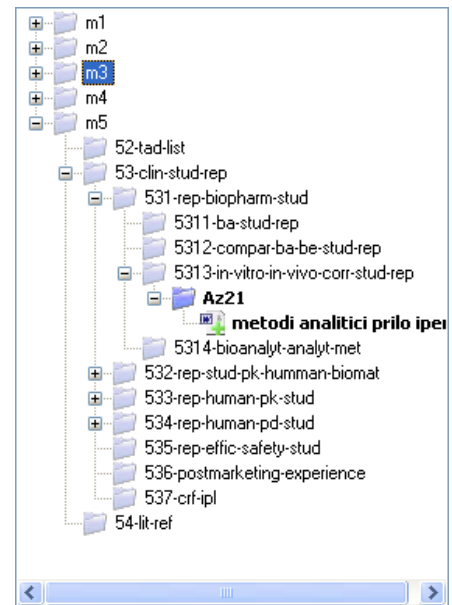 m1
m2
m3
m4
m5
52-tad-list
53-clin-stud-rep
531-rep-biopharm-stud
5311-ba-stud-rep
5312-compar-ba-be-stud-rep
5313-in-vitro-in-vivo-corr-stud-rep
Az21
metodi analitici prilo iper
5314-bioanalyt-analyt-met
532-rep-stud-pk-humman-biomat
533-rep-human-pk-stud
534-rep-human-pd-stud
535-rep-effic-safety-stud
536-postmarketing-experience
537-crf-ipl
54-lit-ref